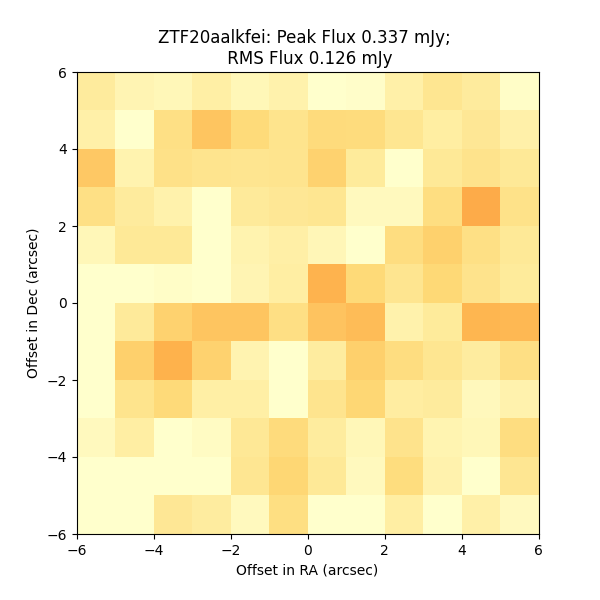 ZTF20aalkfei: Peak Flux 0.337 mJy;
RMS Flux 0.126 mJy
6
4
2
0
−2
−4
−6
Offset in Dec (arcsec)
−6 −4 −2 0 2 4 6
Offset in RA (arcsec)